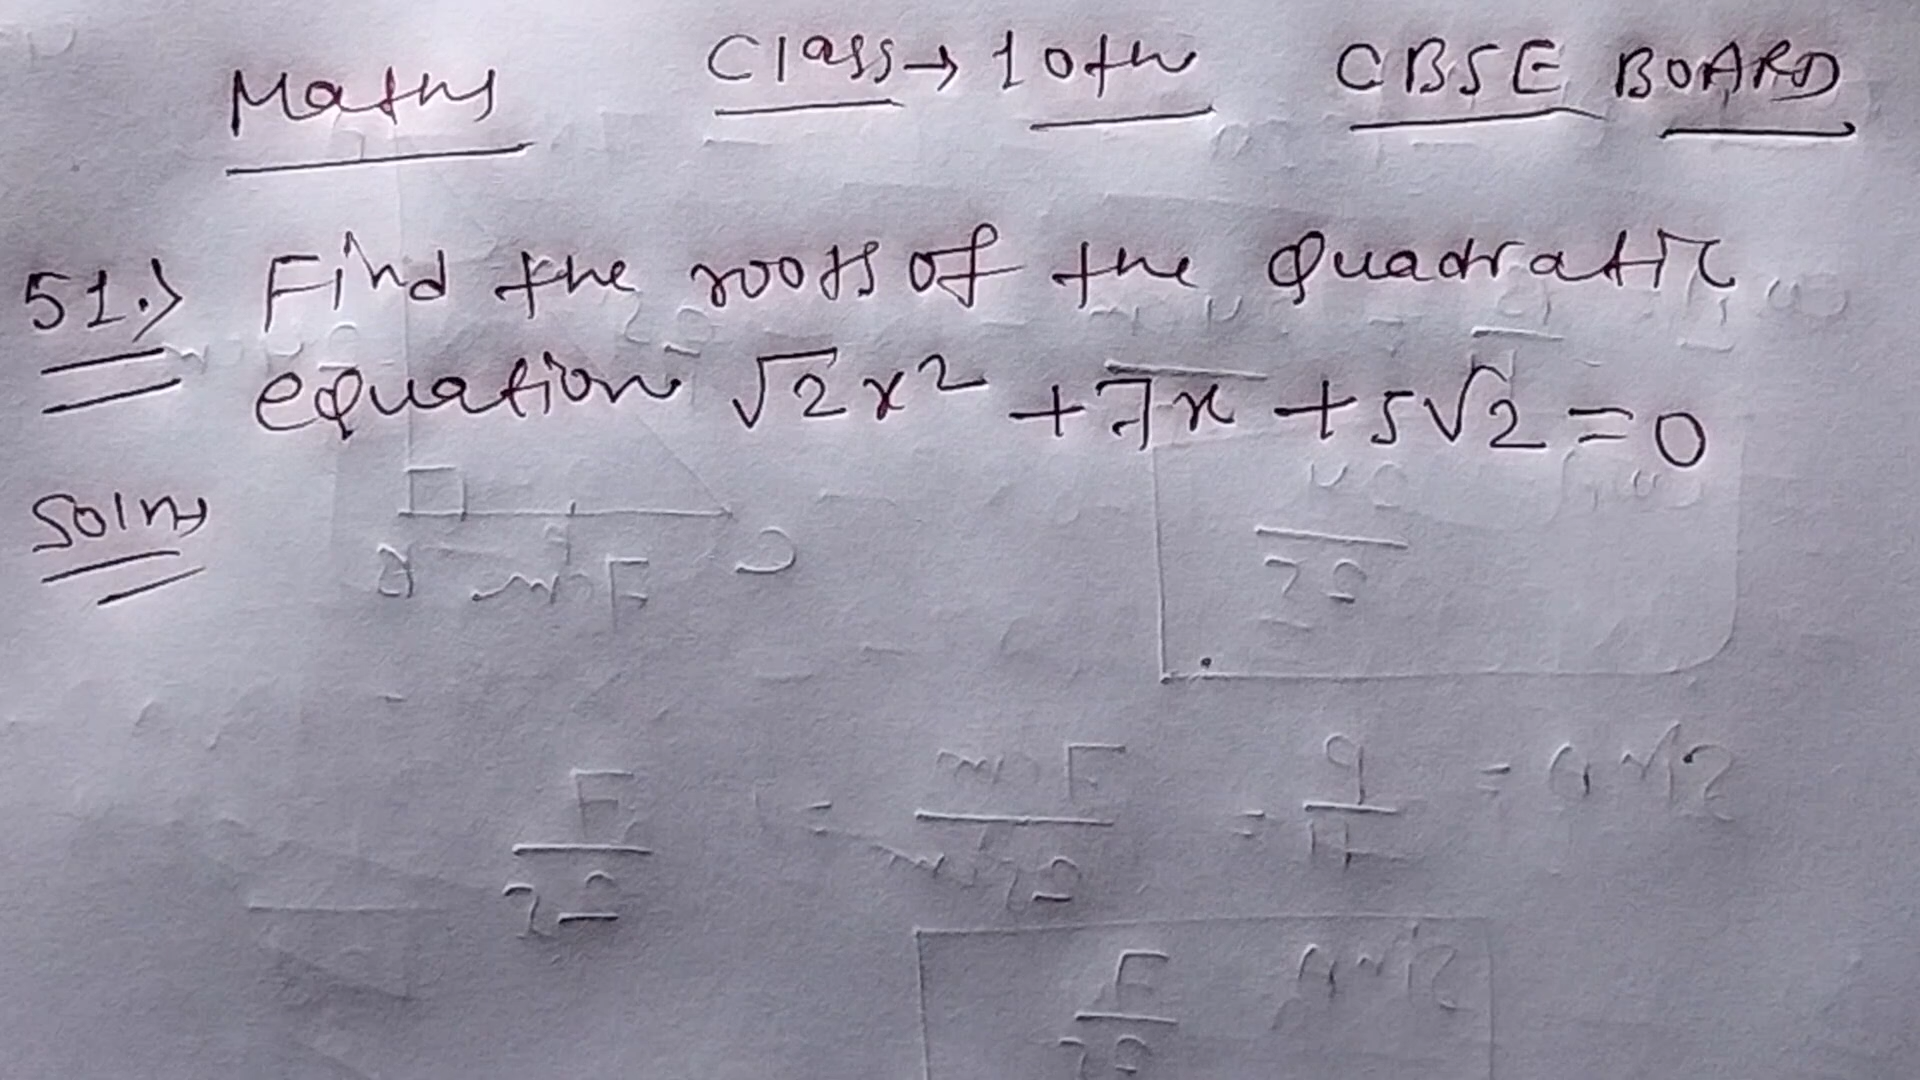 Maths Class→10th CBSE BOARD
51.> Find the roots of the Quadratic
equation √2x² + 7x + 5√2 = 0
Soln→